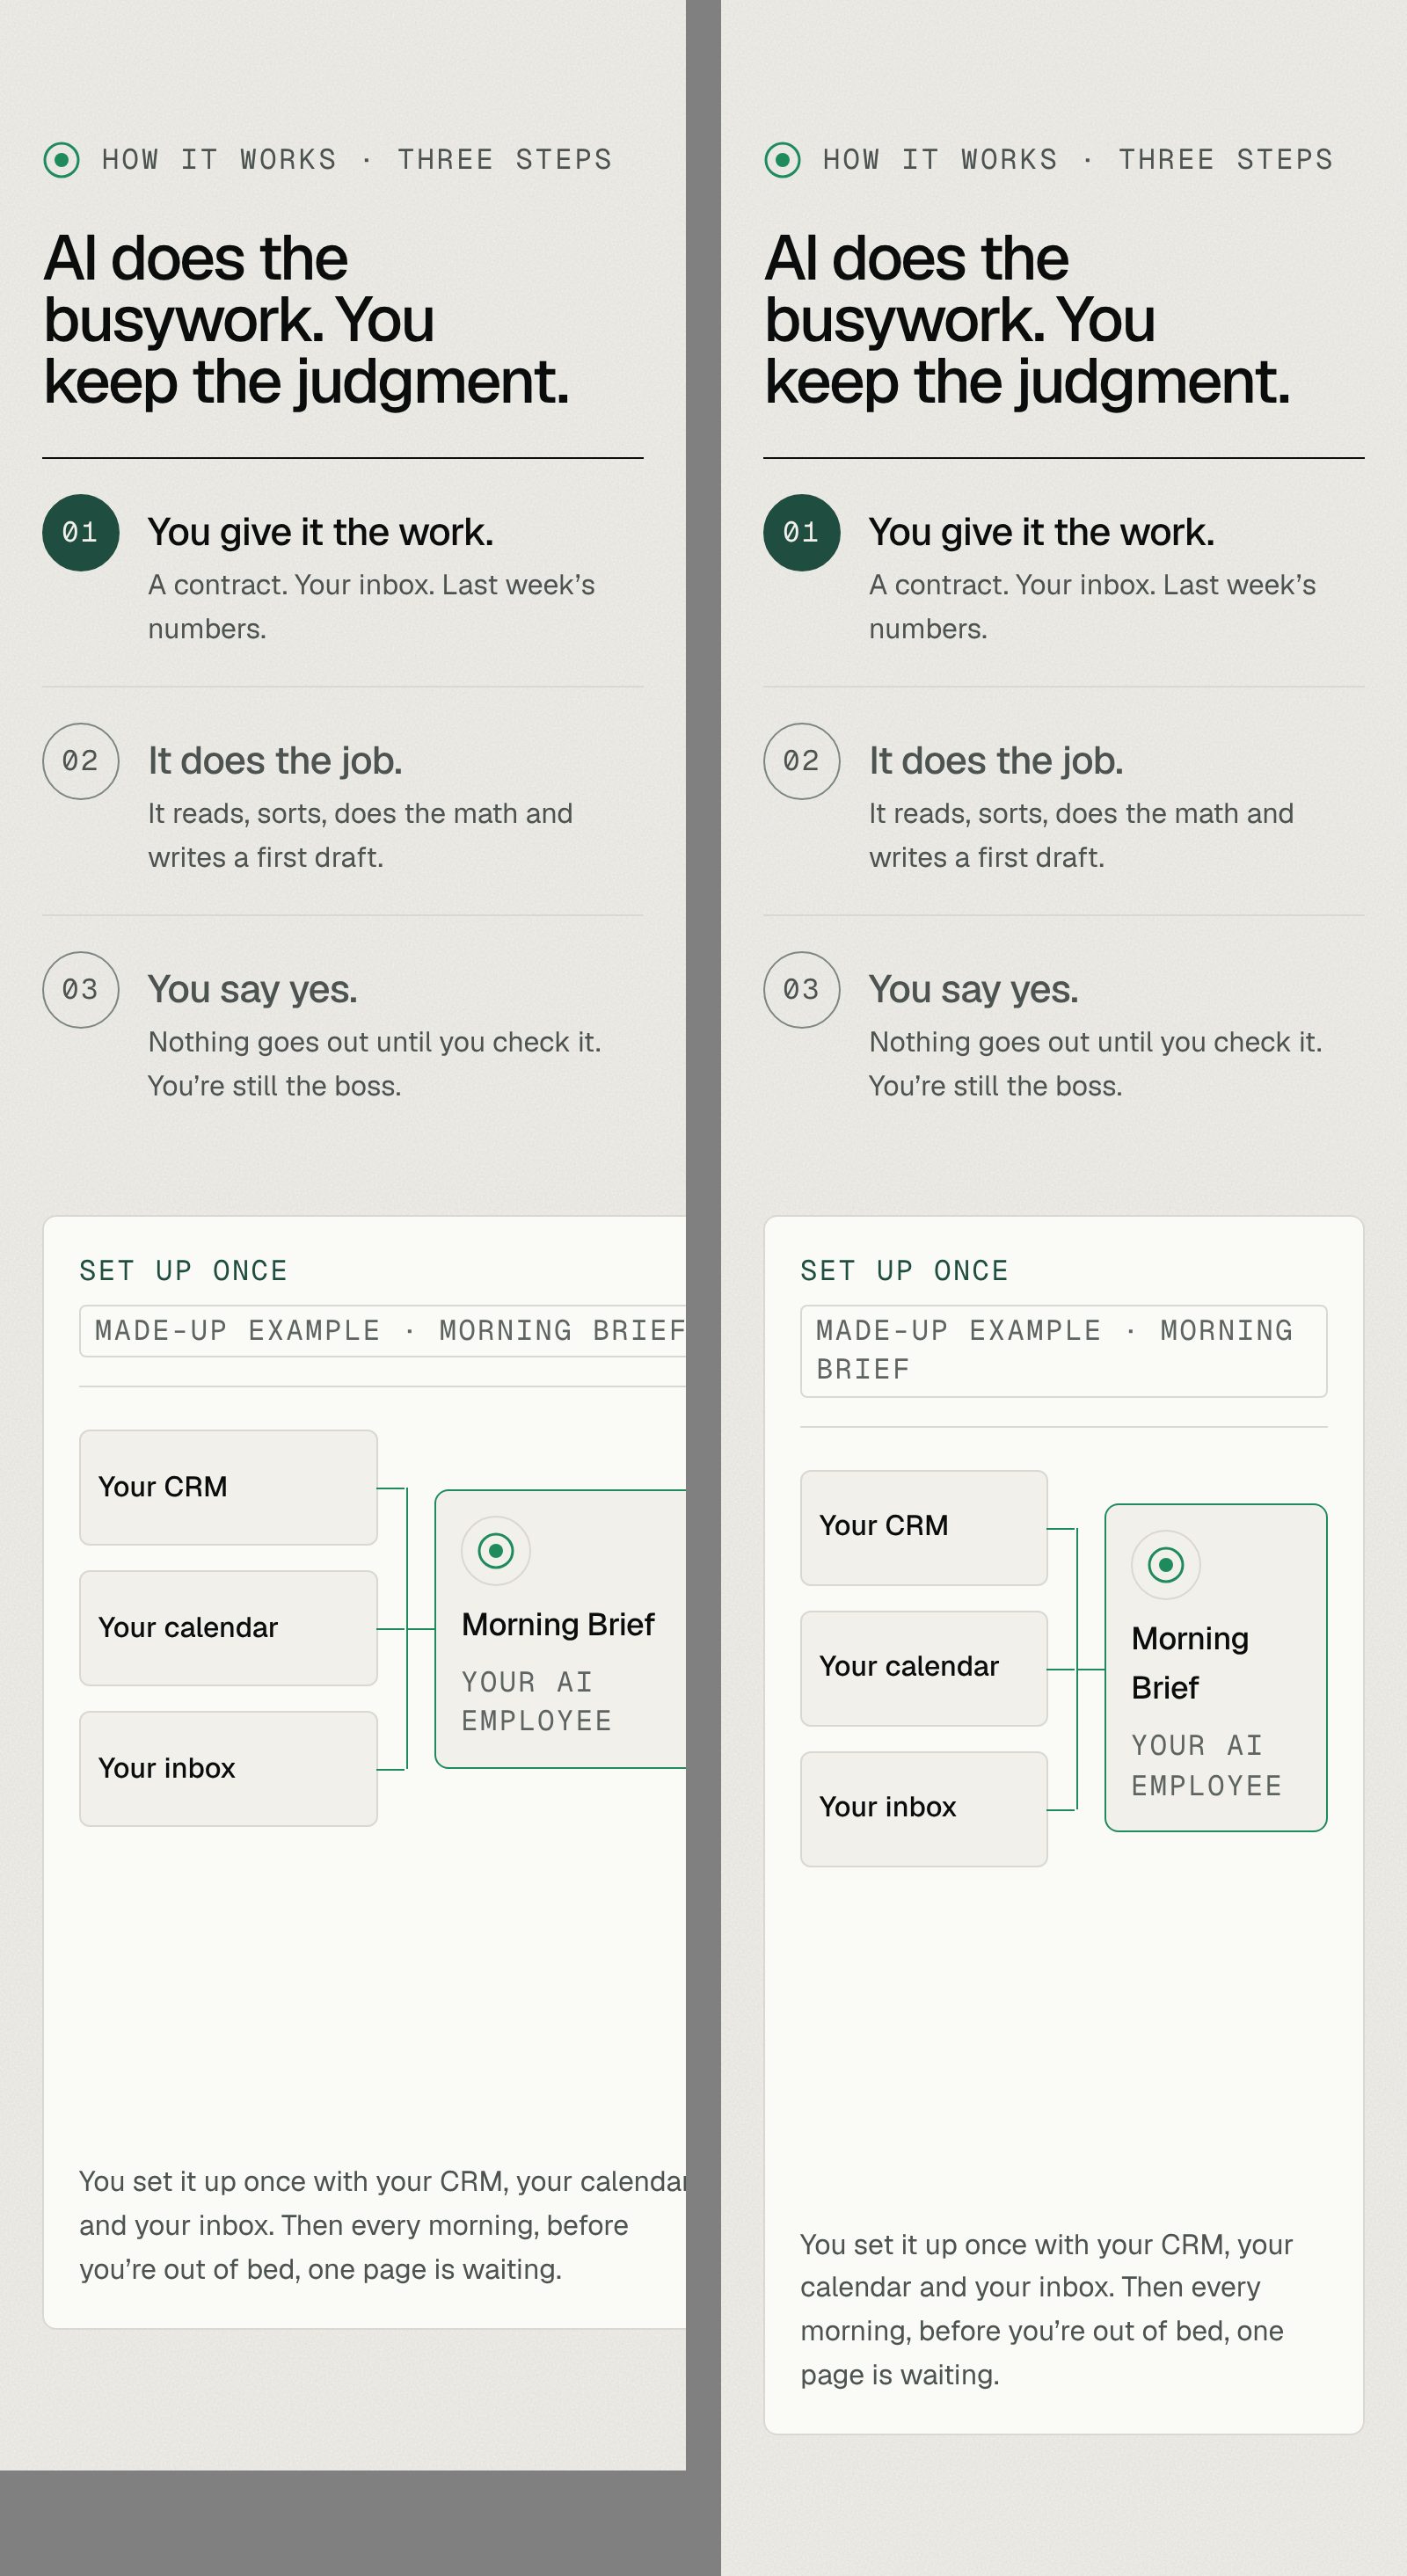 HOW IT WORKS · THREE STEPS
AI does the
busywork. You
keep the judgment.
01
You give it the work.
A contract. Your inbox. Last week’s
numbers.
02
It does the job.
It reads, sorts, does the math and
writes a first draft.
03
You say yes.
Nothing goes out until you check it.
You’re still the boss.
SET UP ONCE
MADE-UP EXAMPLE · MORNING BRIEF
Your CRM
Your calendar
Your inbox
Morning Brief
YOUR AI
EMPLOYEE
You set it up once with your CRM, your calendar
and your inbox. Then every morning, before
you’re out of bed, one page is waiting.
HOW IT WORKS · THREE STEPS
AI does the
busywork. You
keep the judgment.
01
You give it the work.
A contract. Your inbox. Last week’s
numbers.
02
It does the job.
It reads, sorts, does the math and
writes a first draft.
03
You say yes.
Nothing goes out until you check it.
You’re still the boss.
SET UP ONCE
MADE-UP EXAMPLE · MORNING
BRIEF
Your CRM
Your calendar
Your inbox
Morning
Brief
YOUR AI
EMPLOYEE
You set it up once with your CRM, your
calendar and your inbox. Then every
morning, before you’re out of bed, one
page is waiting.